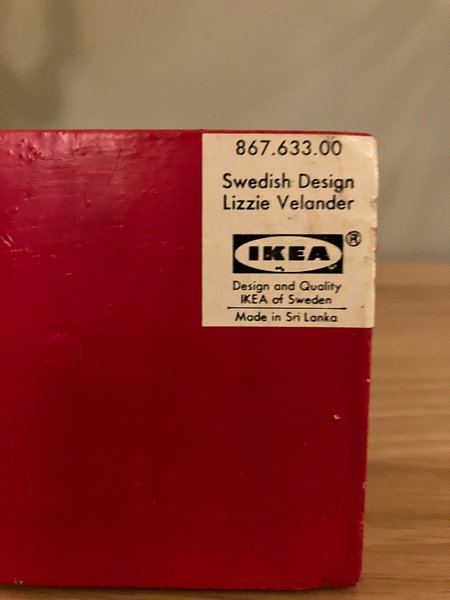 867.633.00
Swedish Design
Lizzie Velander
IKEA®
Design and Quality
IKEA of Sweden
Made in Sri Lanka